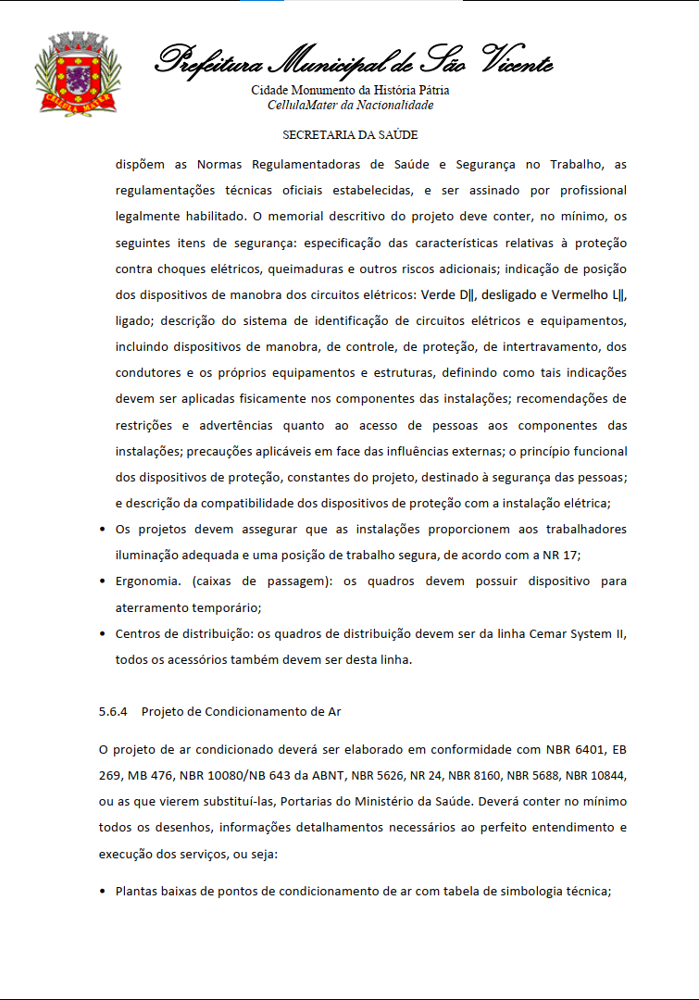 Prefeitura Municipal de São Vicente
Cidade Monumento da História Pátria
CellulaMater da Nacionalidade
CELLULA MATER
SECRETARIA DA SAÚDE
dispõem as Normas Regulamentadoras de Saúde e Segurança no Trabalho, as
regulamentações técnicas oficiais estabelecidas, e ser assinado por profissional
legalmente habilitado. O memorial descritivo do projeto deve conter, no mínimo, os
seguintes itens de segurança: especificação das características relativas à proteção
contra choques elétricos, queimaduras e outros riscos adicionais; indicação de posição
dos dispositivos de manobra dos circuitos elétricos: Verde D‖, desligado e Vermelho L‖,
ligado; descrição do sistema de identificação de circuitos elétricos e equipamentos,
incluindo dispositivos de manobra, de controle, de proteção, de intertravamento, dos
condutores e os próprios equipamentos e estruturas, definindo como tais indicações
devem ser aplicadas fisicamente nos componentes das instalações; recomendações de
restrições e advertências quanto ao acesso de pessoas aos componentes das
instalações; precauções aplicáveis em face das influências externas; o princípio funcional
dos dispositivos de proteção, constantes do projeto, destinado à segurança das pessoas;
e descrição da compatibilidade dos dispositivos de proteção com a instalação elétrica;
• Os projetos devem assegurar que as instalações proporcionem aos trabalhadores
iluminação adequada e uma posição de trabalho segura, de acordo com a NR 17;
• Ergonomia. (caixas de passagem): os quadros devem possuir dispositivo para
aterramento temporário;
• Centros de distribuição: os quadros de distribuição devem ser da linha Cemar System II,
todos os acessórios também devem ser desta linha.
5.6.4 Projeto de Condicionamento de Ar
O projeto de ar condicionado deverá ser elaborado em conformidade com NBR 6401, EB
269, MB 476, NBR 10080/NB 643 da ABNT, NBR 5626, NR 24, NBR 8160, NBR 5688, NBR 10844,
ou as que vierem substituí-las, Portarias do Ministério da Saúde. Deverá conter no mínimo
todos os desenhos, informações detalhamentos necessários ao perfeito entendimento e
execução dos serviços, ou seja:
• Plantas baixas de pontos de condicionamento de ar com tabela de simbologia técnica;